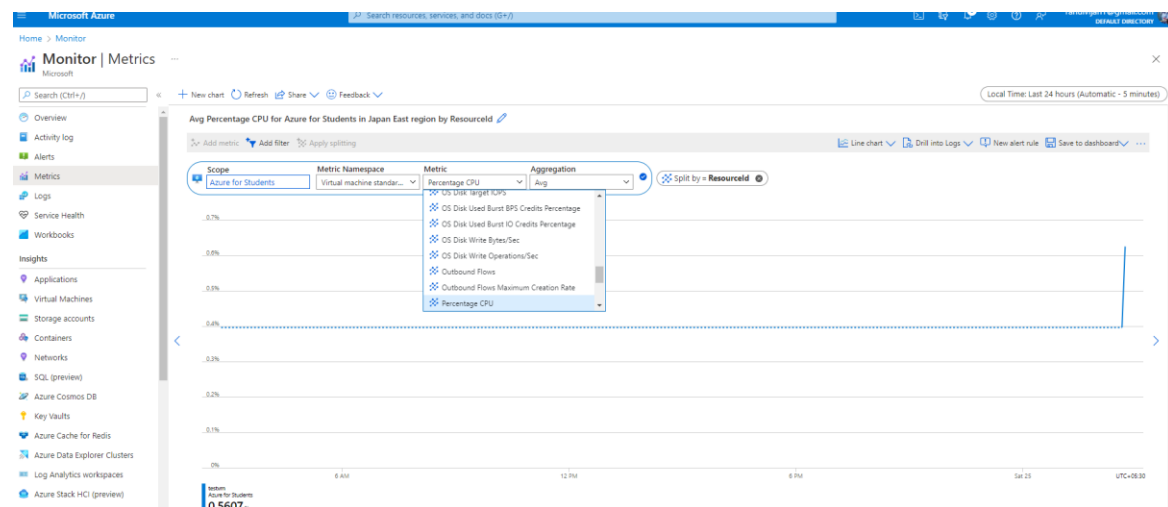 Microsoft Azure
Search resources, services, and docs (G+/)
DEFAULT DIRECTORY
Home > Monitor
Monitor | Metrics
Microsoft
Search (Ctrl+/)
«
Overview
Activity log
Alerts
Metrics
Logs
Service Health
Workbooks
Insights
Applications
Virtual Machines
Storage accounts
Containers
Networks
SQL (preview)
Azure Cosmos DB
Key Vaults
Azure Cache for Redis
Azure Data Explorer Clusters
Log Analytics workspaces
Azure Stack HCI (preview)
New chart Refresh Share Feedback
Local Time: Last 24 hours (Automatic - 5 minutes)
Avg Percentage CPU for Azure for Students in Japan East region by ResourceId
Add metric Add filter Apply splitting
Line chart Drill into Logs New alert rule Save to dashboard ...
Scope Metric Namespace Metric Aggregation
Azure for Students Virtual machine standar... Percentage CPU Avg
Split by = ResourceId
OS Disk Target IOPS
OS Disk Used Burst BPS Credits Percentage
OS Disk Used Burst IO Credits Percentage
OS Disk Write Bytes/Sec
OS Disk Write Operations/Sec
Outbound Flows
Outbound Flows Maximum Creation Rate
Percentage CPU
0.7%
0.6%
0.5%
0.4%
0.3%
0.2%
0.1%
0%
6 AM 12 PM 6 PM Sat 25 UTC+05:30
testvm
Azure for Students
0.5607